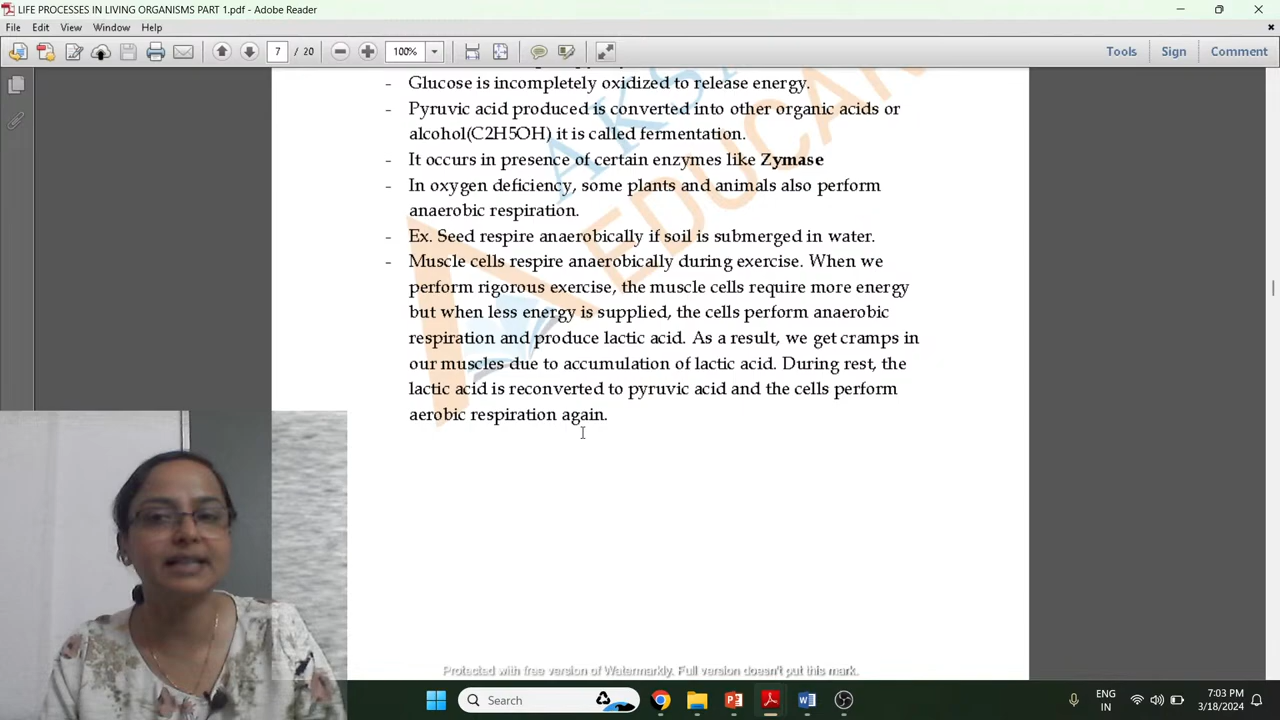 LIFE PROCESSES IN LIVING ORGANISMS PART 1.pdf - Adobe Reader
File Edit View Window Help
7 / 20 100% Tools Sign Comment
- Glucose is incompletely oxidized to release energy.
- Pyruvic acid produced is converted into other organic acids or
alcohol(C2H5OH) it is called fermentation.
- It occurs in presence of certain enzymes like Zymase
- In oxygen deficiency, some plants and animals also perform
anaerobic respiration.
- Ex. Seed respire anaerobically if soil is submerged in water.
- Muscle cells respire anaerobically during exercise. When we
perform rigorous exercise, the muscle cells require more energy
but when less energy is supplied, the cells perform anaerobic
respiration and produce lactic acid. As a result, we get cramps in
our muscles due to accumulation of lactic acid. During rest, the
lactic acid is reconverted to pyruvic acid and the cells perform
aerobic respiration again.
Protected with free version of Watermarkly. Full version doesn't put this mark.
Search
ENG
IN
7:03 PM
3/18/2024